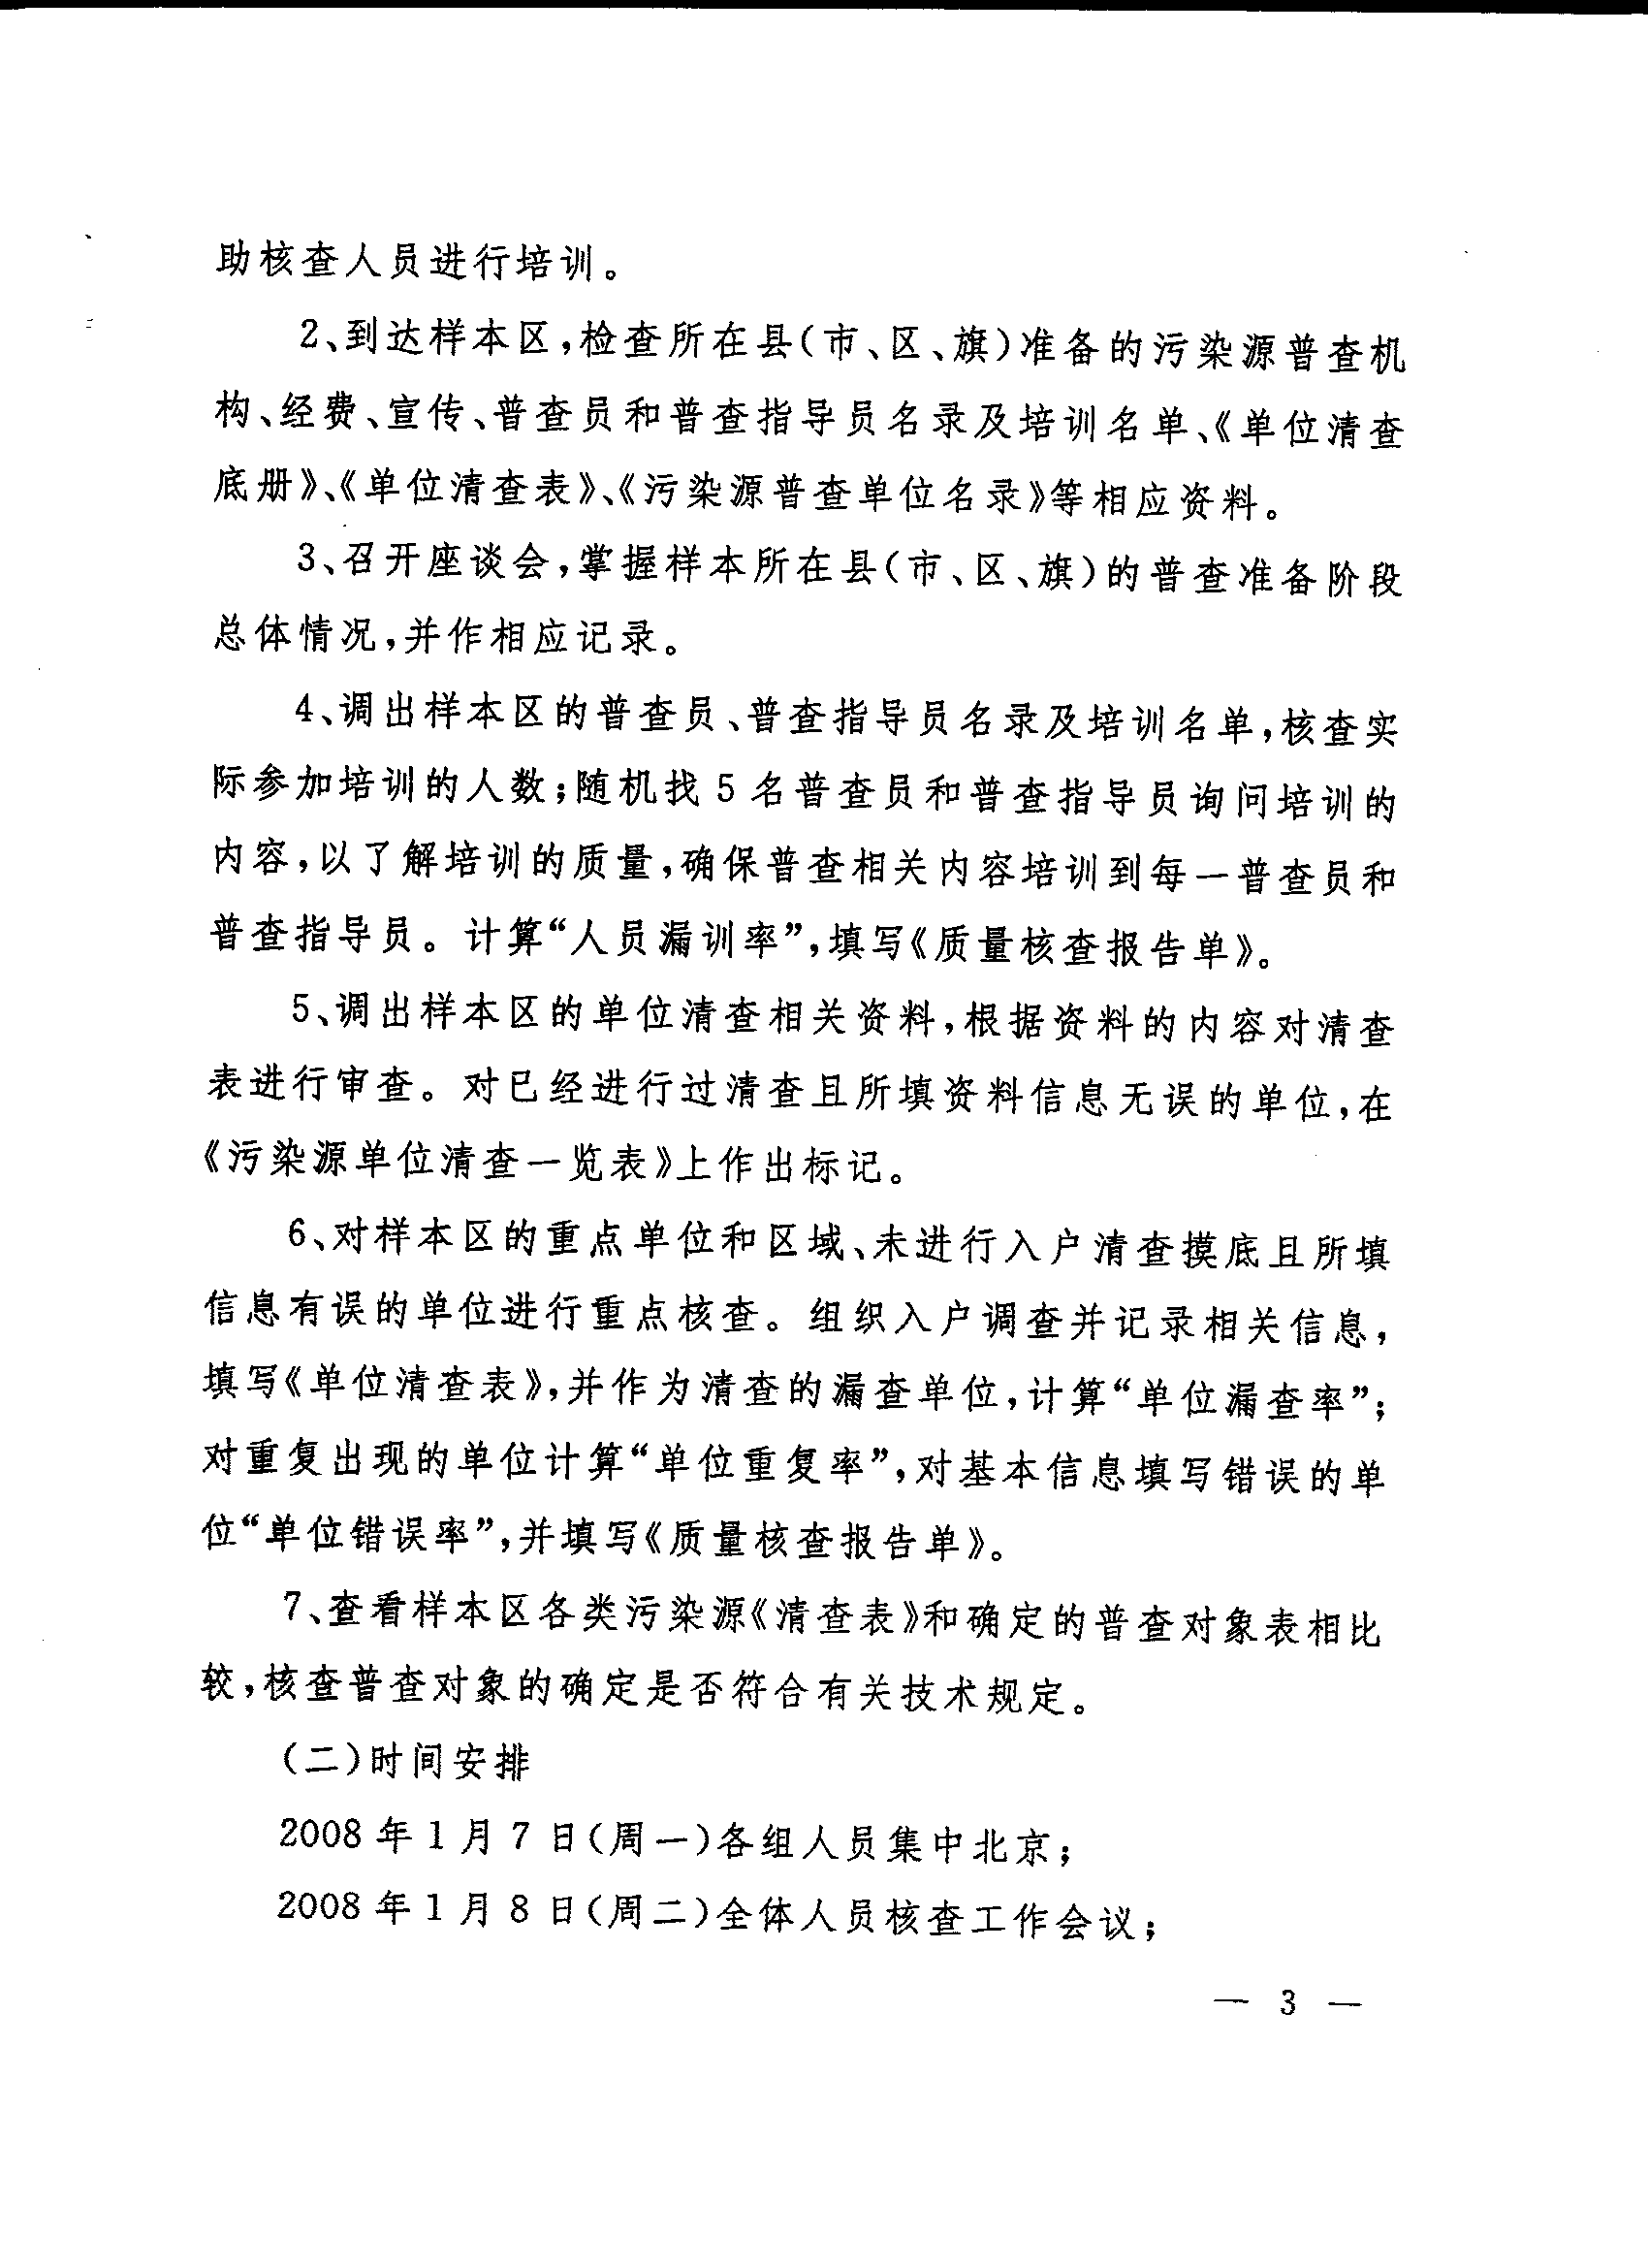 助核查人员进行培训。
2、到达样本区,检查所在县(市、区、旗)准备的污染源普查机
构、经费、宣传、普查员和普查指导员名录及培训名单、《单位清查
底册》、《单位清查表》、《污染源普查单位名录》等相应资料。
3、召开座谈会,掌握样本所在县(市、区、旗)的普查准备阶段
总体情况,并作相应记录。
4、调出样本区的普查员、普查指导员名录及培训名单,核查实
际参加培训的人数;随机找 5 名普查员和普查指导员询问培训的
内容,以了解培训的质量,确保普查相关内容培训到每一普查员和
普查指导员。计算“人员漏训率”,填写《质量核查报告单》。
5、调出样本区的单位清查相关资料,根据资料的内容对清查
表进行审查。对已经进行过清查且所填资料信息无误的单位,在
《污染源单位清查一览表》上作出标记。
6、对样本区的重点单位和区域、未进行入户清查摸底且所填
信息有误的单位进行重点核查。组织入户调查并记录相关信息,
填写《单位清查表》,并作为清查的漏查单位,计算“单位漏查率”;
对重复出现的单位计算“单位重复率”,对基本信息填写错误的单
位“单位错误率”,并填写《质量核查报告单》。
7、查看样本区各类污染源《清查表》和确定的普查对象表相比
较,核查普查对象的确定是否符合有关技术规定。
(二)时间安排
2008 年 1 月 7 日(周一)各组人员集中北京;
2008 年 1 月 8 日(周二)全体人员核查工作会议;
— 3 —